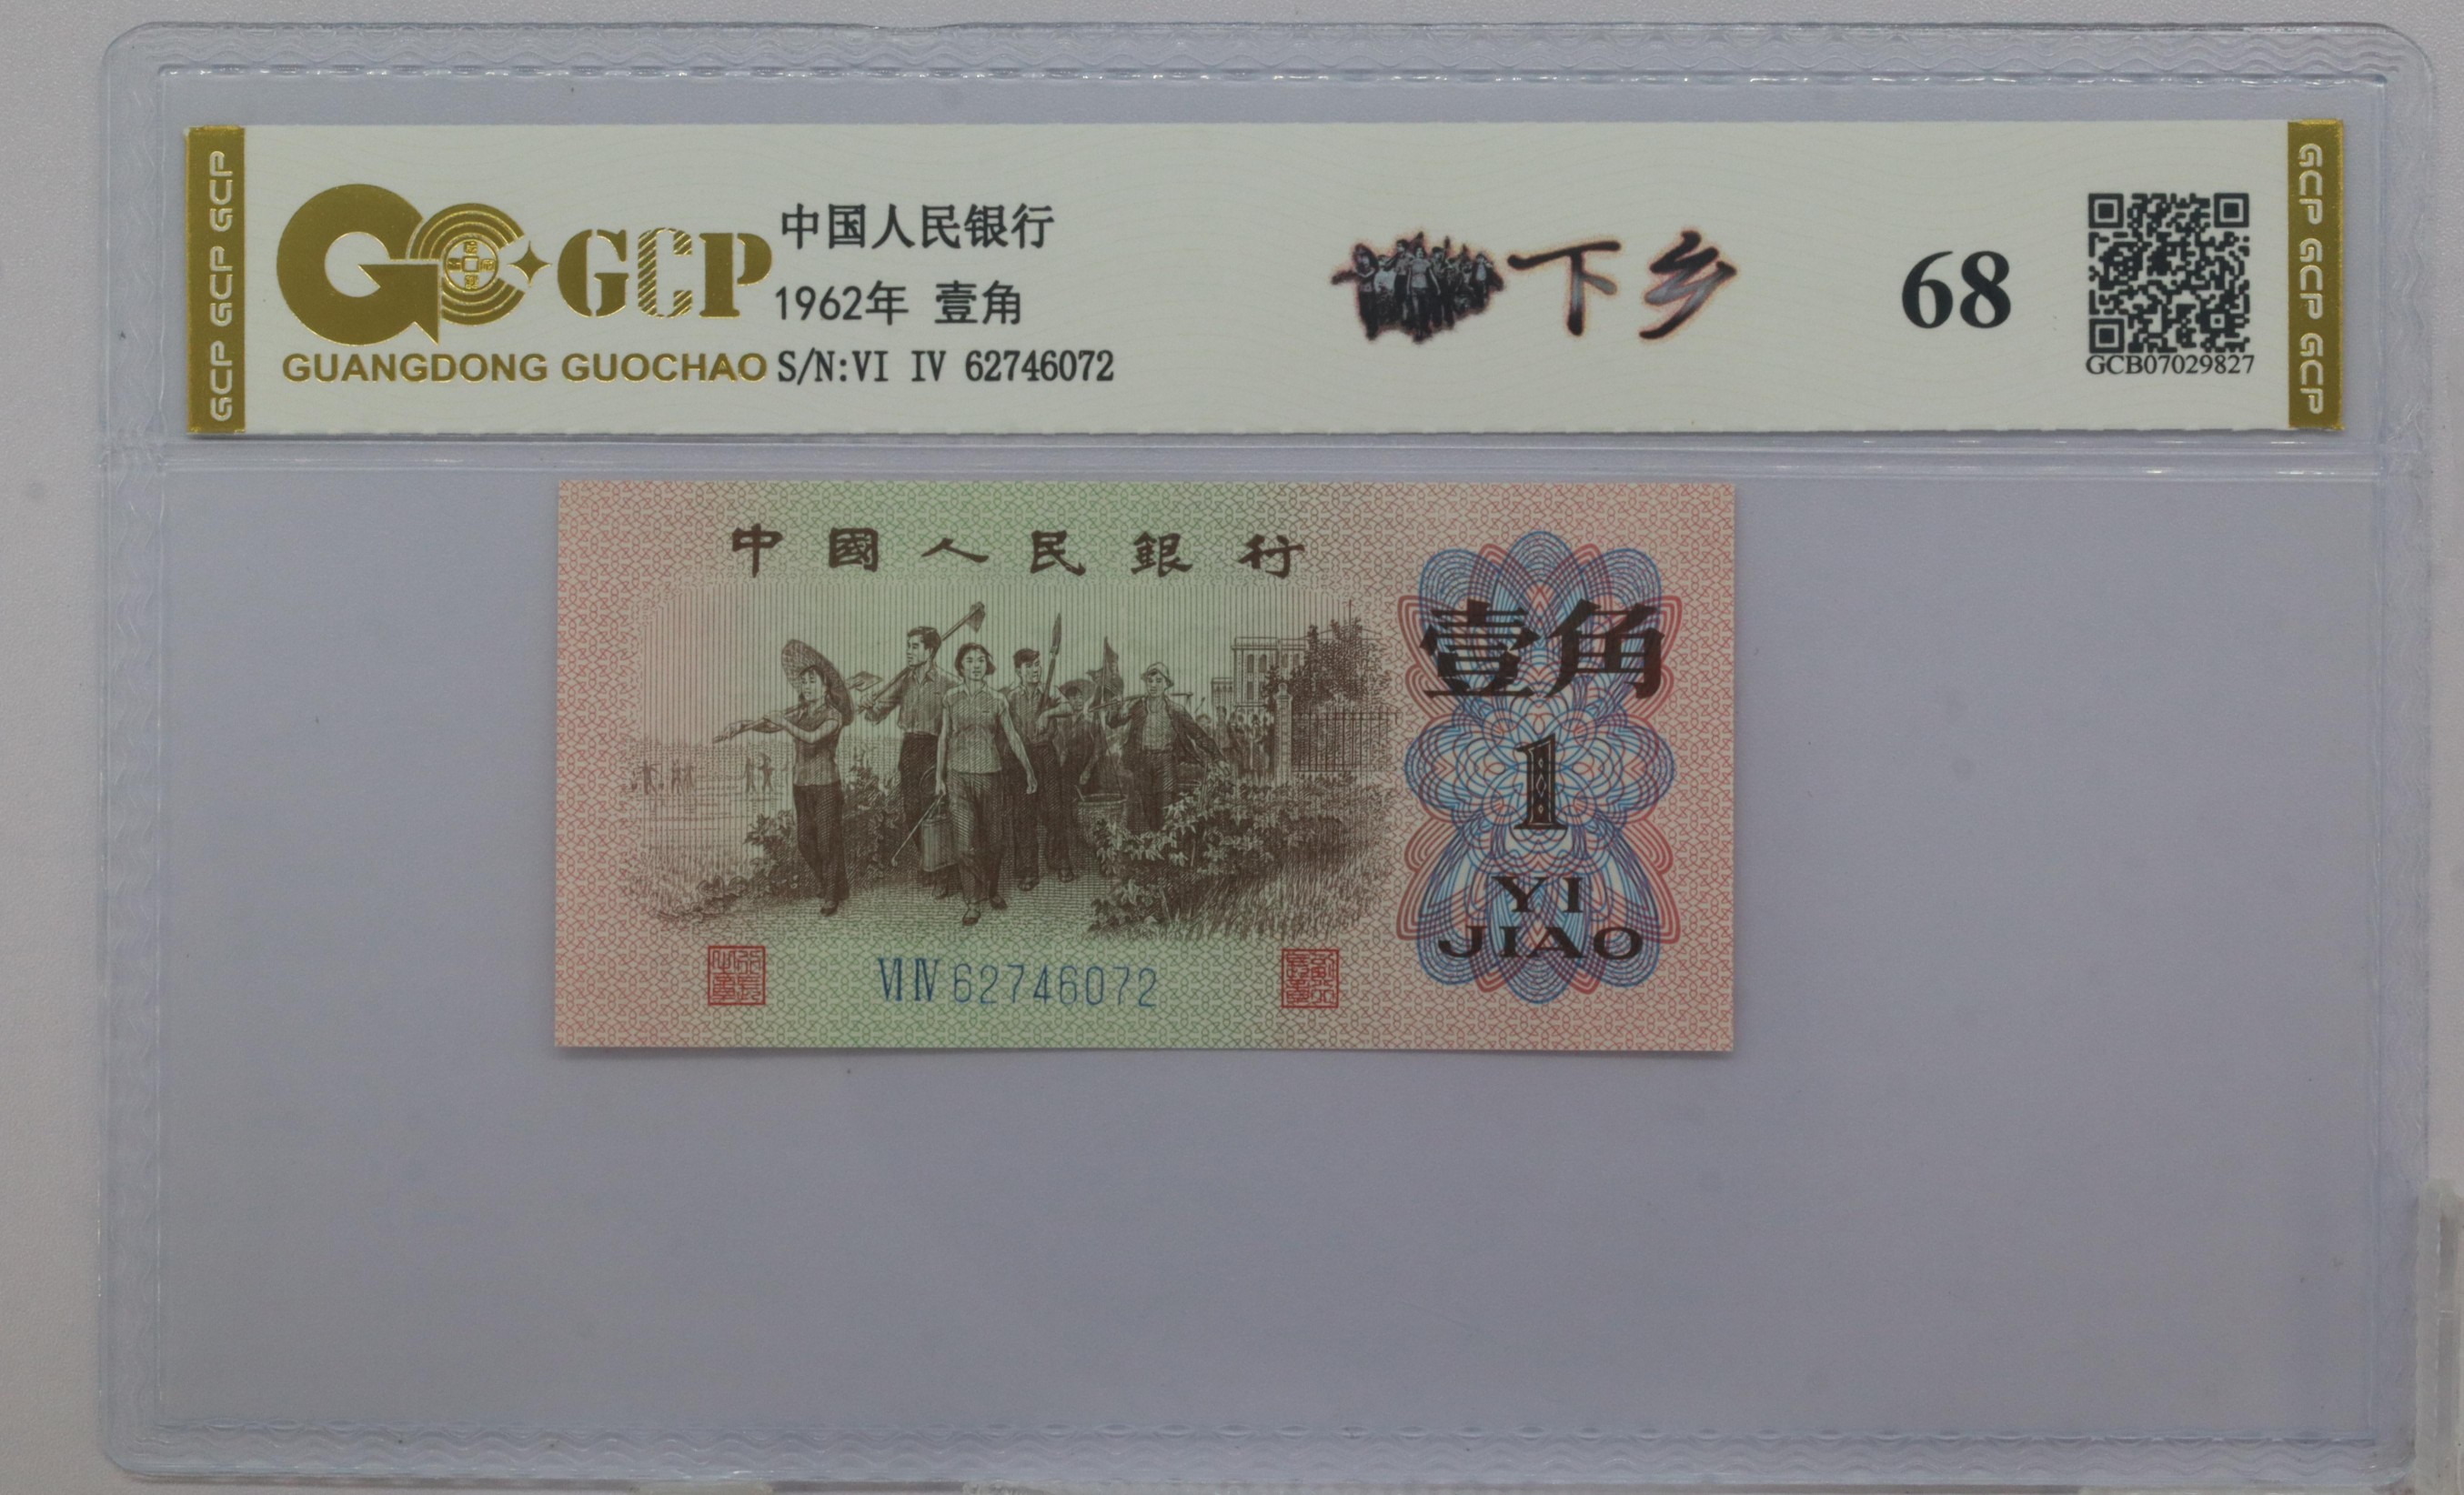 GCP GCP GCP
GCP
GUANGDONG GUOCHAO
中国人民银行
1962年 壹角
S/N:VI IV 62746072
下乡
68
GCB07029827
GCP GCP GCP
中國人民銀行
壹角
1
YI
JIAO
VI IV 62746072